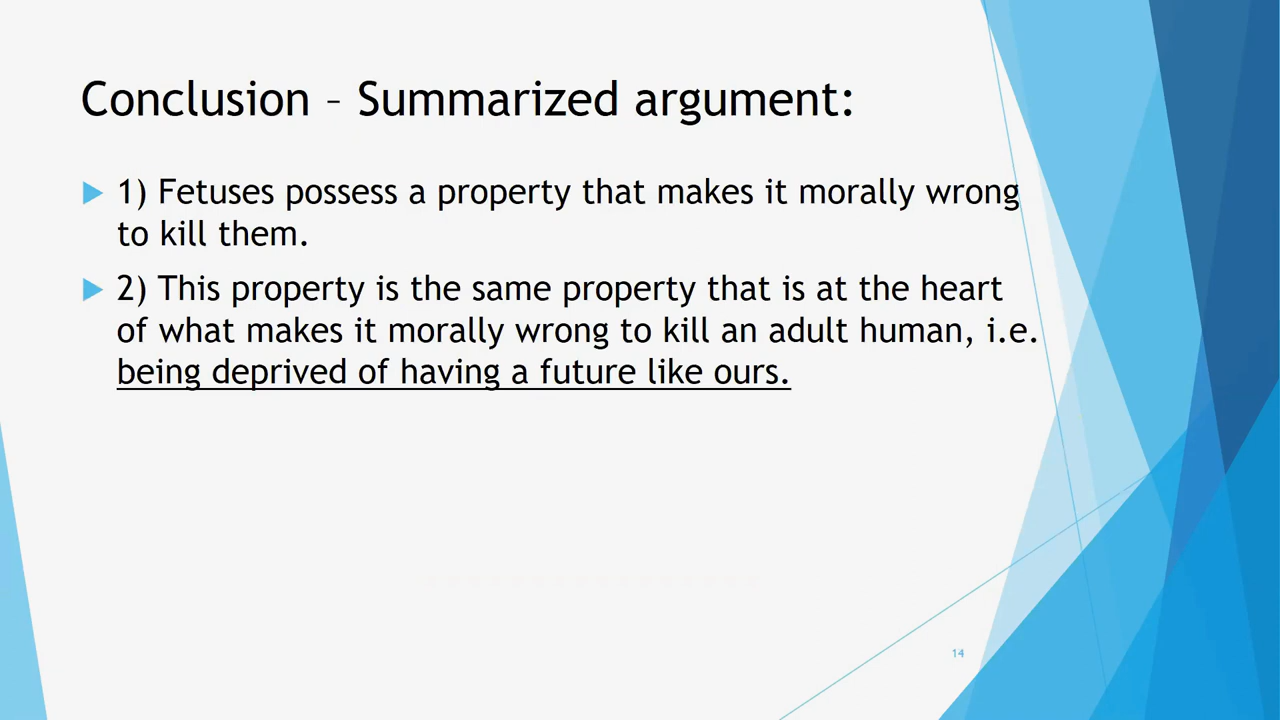 Conclusion – Summarized argument:
1) Fetuses possess a property that makes it morally wrong
to kill them.
2) This property is the same property that is at the heart
of what makes it morally wrong to kill an adult human, i.e.
being deprived of having a future like ours.
14